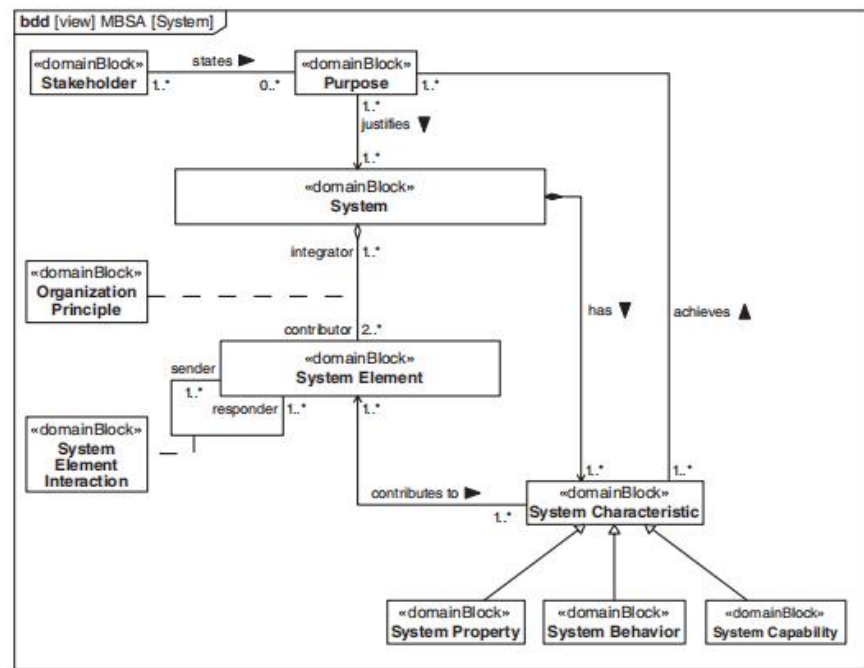 bdd [view] MBSA [System]
«domainBlock»
Stakeholder
states ►
1..*
0..*
«domainBlock»
Purpose
1..*
1..*
justifies ▼
1..*
«domainBlock»
System
integrator
1..*
«domainBlock»
Organization
Principle
has ▼
achieves ▲
contributor
2..*
«domainBlock»
System Element
sender
1..*
responder
1..*
1..*
«domainBlock»
System
Element
Interaction
contributes to ►
1..*
1..*
1..*
«domainBlock»
System Characteristic
«domainBlock»
System Property
«domainBlock»
System Behavior
«domainBlock»
System Capability